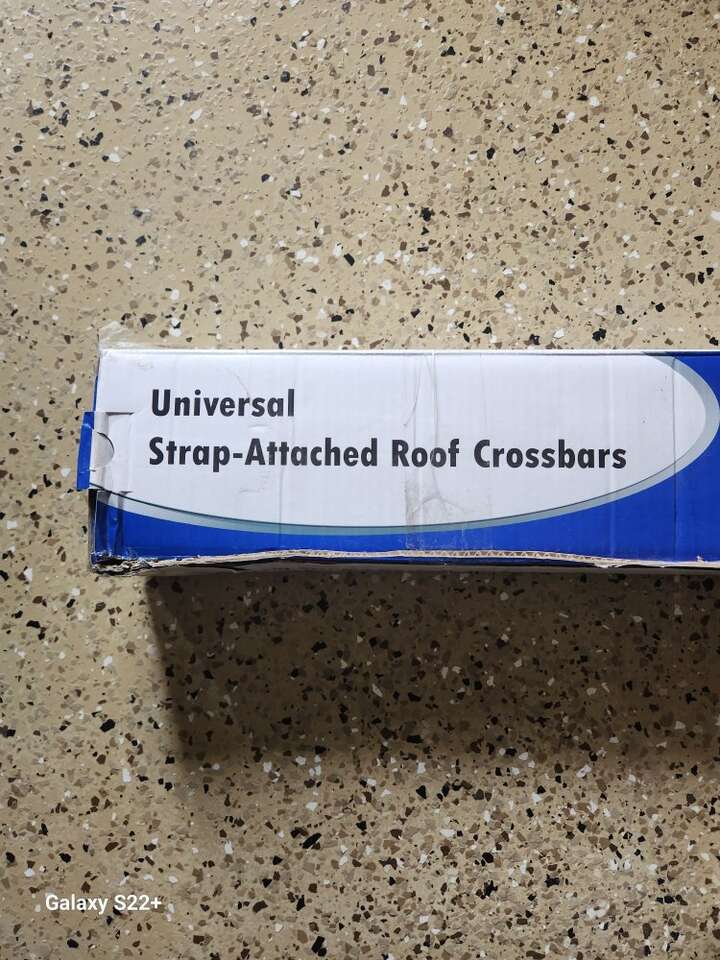 Universal
Strap-Attached Roof Crossbars
Galaxy S22+